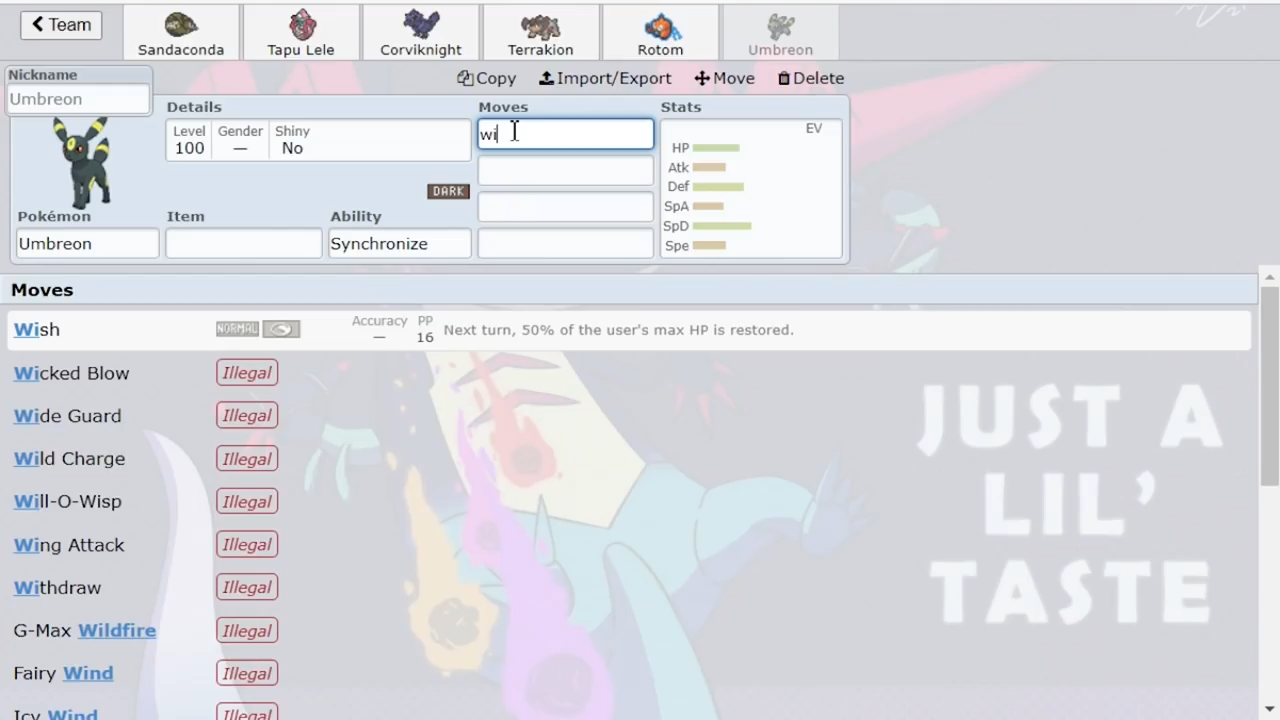 Team
Sandaconda
Tapu Lele
Corviknight
Terrakion
Rotom
Umbreon
Nickname
Umbreon
Copy
Import/Export
Move
Delete
Details
Moves
Stats
Level
100
Gender
—
Shiny
No
wi
EV
HP
Atk
Def
SpA
SpD
Spe
DARK
Pokémon
Item
Ability
Umbreon
Synchronize
Moves
Wish NORMAL Accuracy — PP 16 Next turn, 50% of the user's max HP is restored.
Wicked Blow Illegal
Wide Guard Illegal
Wild Charge Illegal
Will-O-Wisp Illegal
Wing Attack Illegal
Withdraw Illegal
G-Max Wildfire Illegal
Fairy Wind Illegal
Icy Wind Illegal
JUST A
LIL'
TASTE